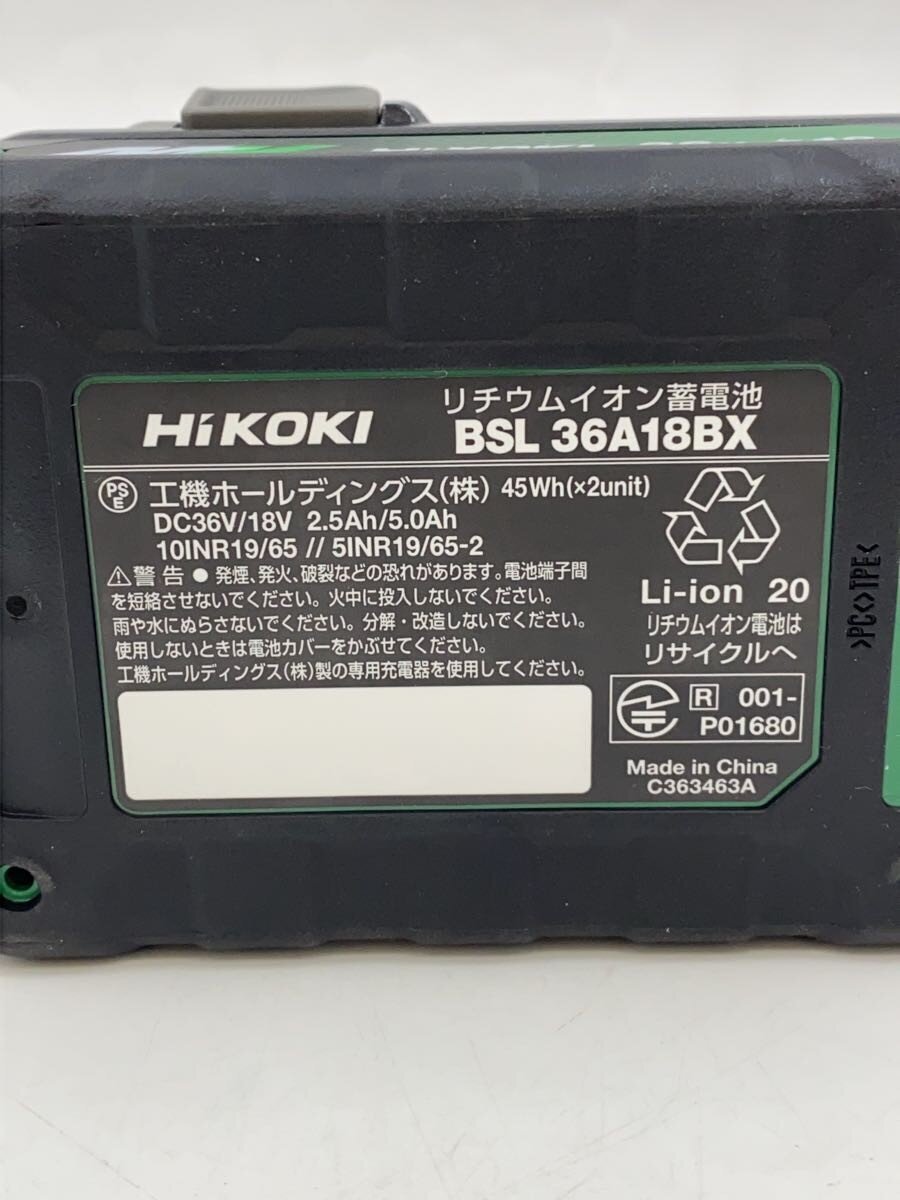 HiKOKI
HiKOKI
リチウムイオン蓄電池
BSL 36A18BX
PS
E
工機ホールディングス(株) 45Wh(×2unit)
DC36V/18V 2.5Ah/5.0Ah
10INR19/65 // 5INR19/65-2
⚠警告 ●発煙、発火、破裂などの恐れがあります。電池端子間
を短絡させないでください。火中に投入しないでください。
雨や水にぬらさないでください。分解・改造しないでください。
使用しないときは電池カバーをかぶせてください。
工機ホールディングス(株)製の専用充電器を使用してください。
Li-ion 20
リチウムイオン電池は
リサイクルへ
R 001-
P01680
Made in China
C363463A
>PC<>TPE<